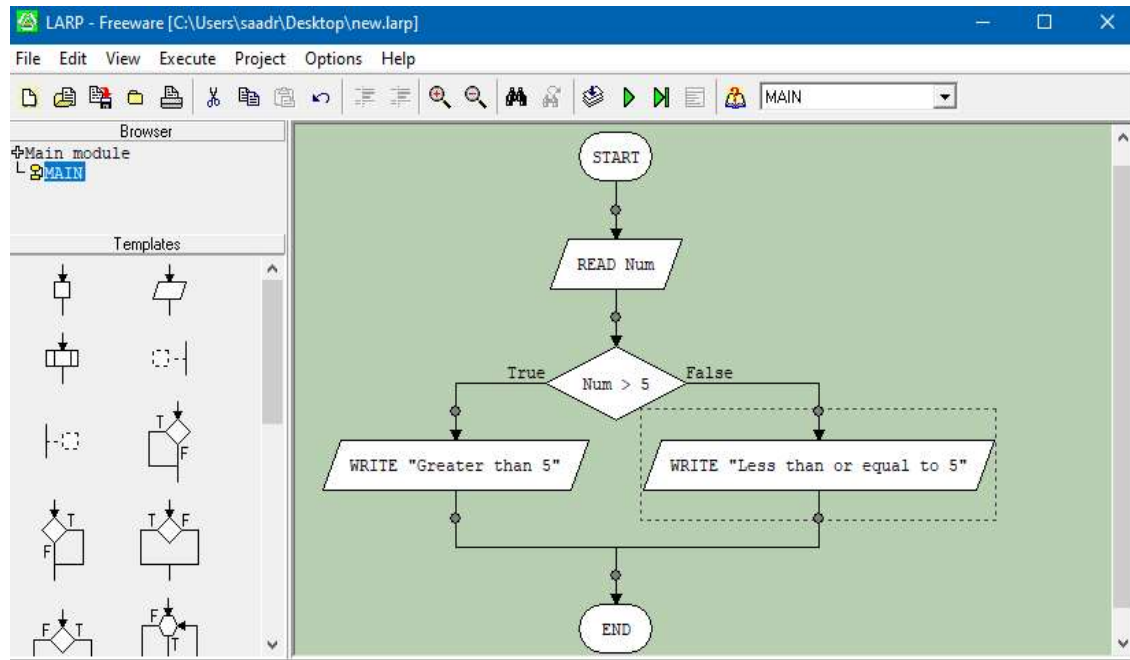 LARP - Freeware [C:\Users\saadr\Desktop\new.larp]
File Edit View Execute Project Options Help
MAIN
Browser
Main module
MAIN
Templates
T
F
T
F
T F
F T
F
T
START
READ Num
True
Num > 5
False
WRITE "Greater than 5"
WRITE "Less than or equal to 5"
END